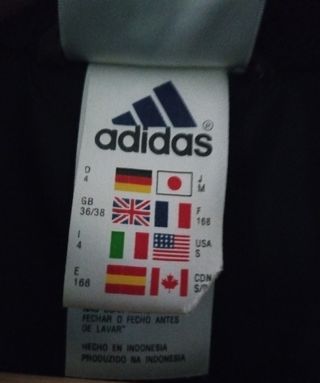 adidas ®
D
4
J
M
GB
36/38
F
168
I
4
USA
S
E
168
CDN
FECHAR O FECHO ANTES
DE LAVAR"
HECHO EN INDONESIA
PRODUZIDO NA INDONESIA